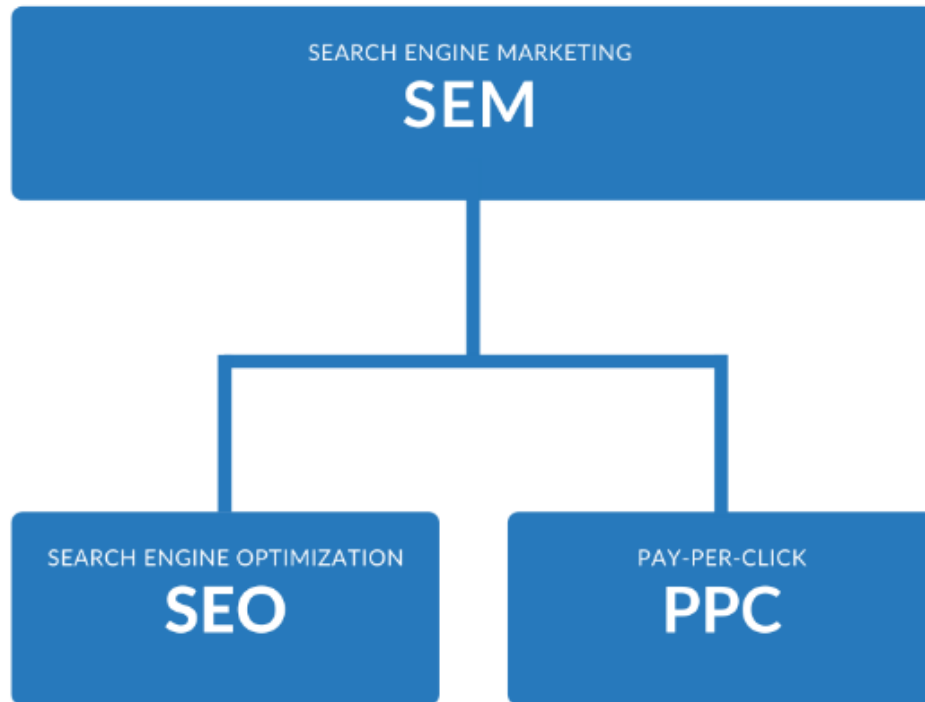 SEARCH ENGINE MARKETING
SEM
SEARCH ENGINE OPTIMIZATION
SEO
PAY-PER-CLICK
PPC